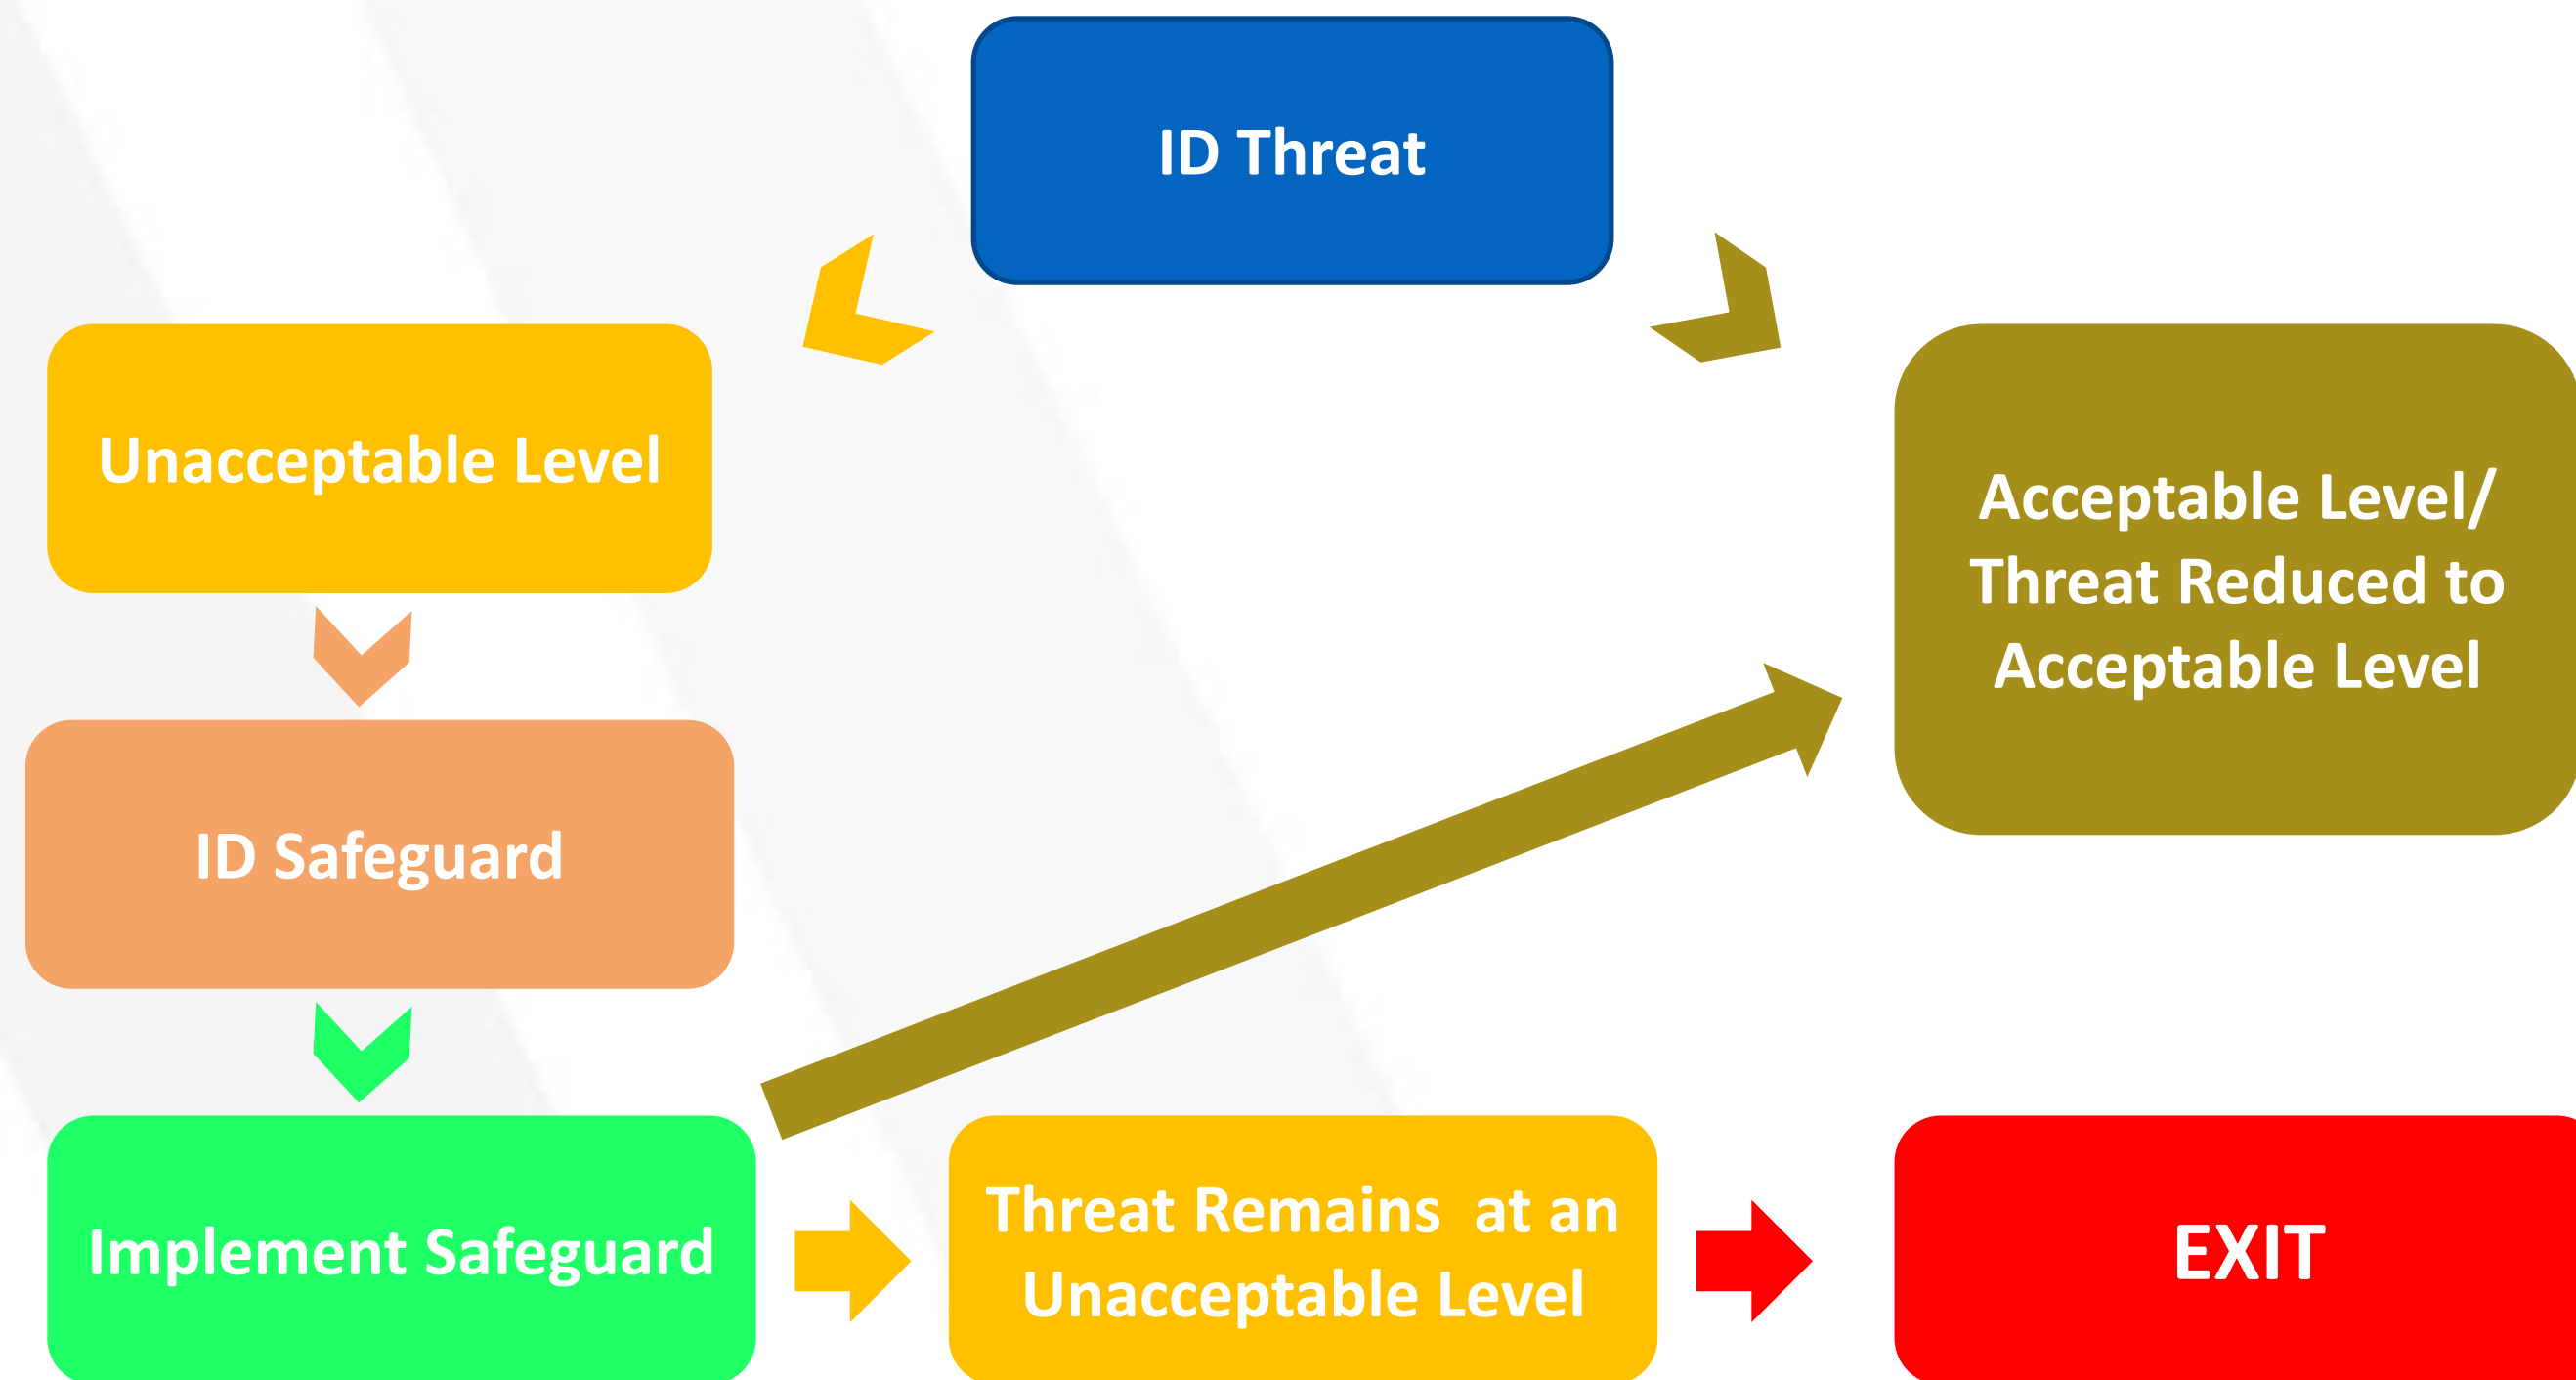 ID Threat
Unacceptable Level
Acceptable Level/
Threat Reduced to
Acceptable Level
ID Safeguard
Implement Safeguard
Threat Remains  at an
Unacceptable Level
EXIT